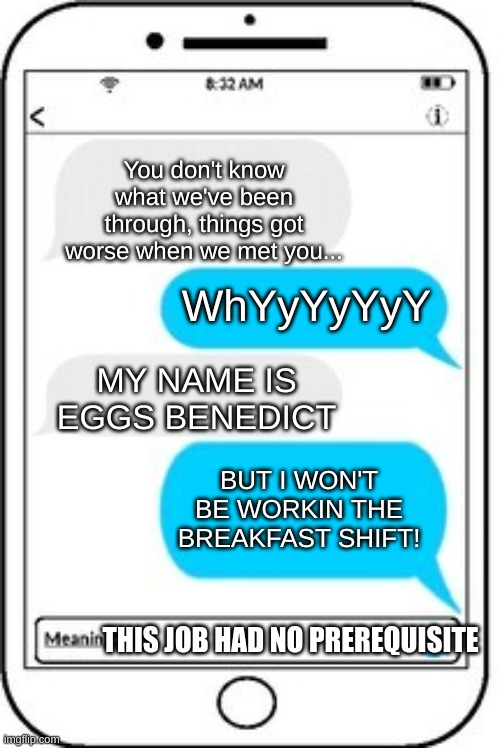 8:32 AM
<
i
You don't know
what we've been
through, things got
worse when we met you...
WhYyYyYyY
MY NAME IS
EGGS BENEDICT
BUT I WON'T
BE WORKIN THE
BREAKFAST SHIFT!
THIS JOB HAD NO PREREQUISITE
imgflip.com